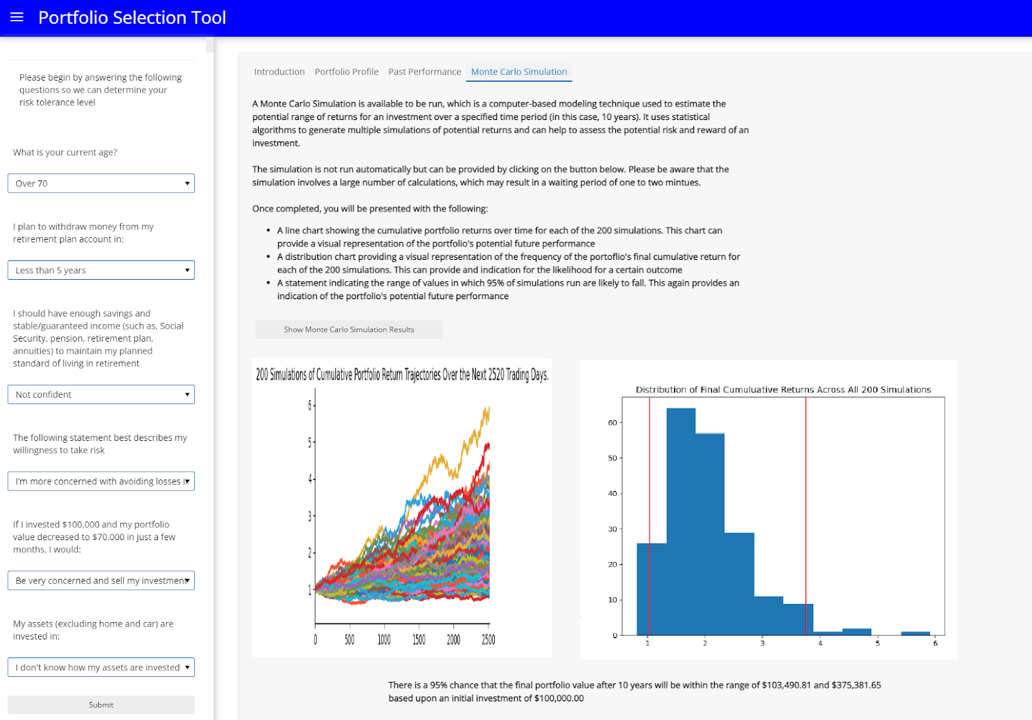 Portfolio Selection Tool
Please begin by answering the following
questions so we can determine your
risk tolerance level
What is your current age?
Over 70
I plan to withdraw money from my
retirement plan account in:
Less than 5 years
I should have enough savings and
stable/guaranteed income (such as, Social
Security, pension, retirement plan,
annuities) to maintain my planned
standard of living in retirement
Not confident
The following statement best describes my
willingness to take risk
I'm more concerned with avoiding losses i
If I invested $100,000 and my portfolio
value decreased to $70,000 in just a few
months, I would:
Be very concerned and sell my investment
My assets (excluding home and car) are
invested in:
I don't know how my assets are invested
Submit
Introduction Portfolio Profile Past Performance Monte Carlo Simulation
A Monte Carlo Simulation is available to be run, which is a computer-based modeling technique used to estimate the
potential range of returns for an investment over a specified time period (in this case, 10 years). It uses statistical
algorithms to generate multiple simulations of potential returns and can help to assess the potential risk and reward of an
investment.
The simulation is not run automatically but can be provided by clicking on the button below. Please be aware that the
simulation involves a large number of calculations, which may result in a waiting period of one to two mintues.
Once completed, you will be presented with the following:
• A line chart showing the cumulative portfolio returns over time for each of the 200 simulations. This chart can
provide a visual representation of the portfolio's potential future performance
• A distribution chart providing a visual representation of the frequency of the portoflio's final cumulative return for
each of the 200 simulations. This can provide and indication for the likelihood for a certain outcome
• A statement indicating the range of values in which 95% of simulations run are likely to fall. This again provides an
indication of the portfolio's potential future performance
Show Monte Carlo Simulation Results
200 Simulations of Cumulative Portfolio Return Trajectories Over the Next 2520 Trading Days.
6
5
4
3
2
1
0 500 1000 1500 2000 2500
Distribution of Final Cumuluative Returns Across All 200 Simulations
60
50
40
30
20
10
0
1 2 3 4 5 6
There is a 95% chance that the final portfolio value after 10 years will be within the range of $103,490.81 and $375,381.65
based upon an initial investment of $100,000.00